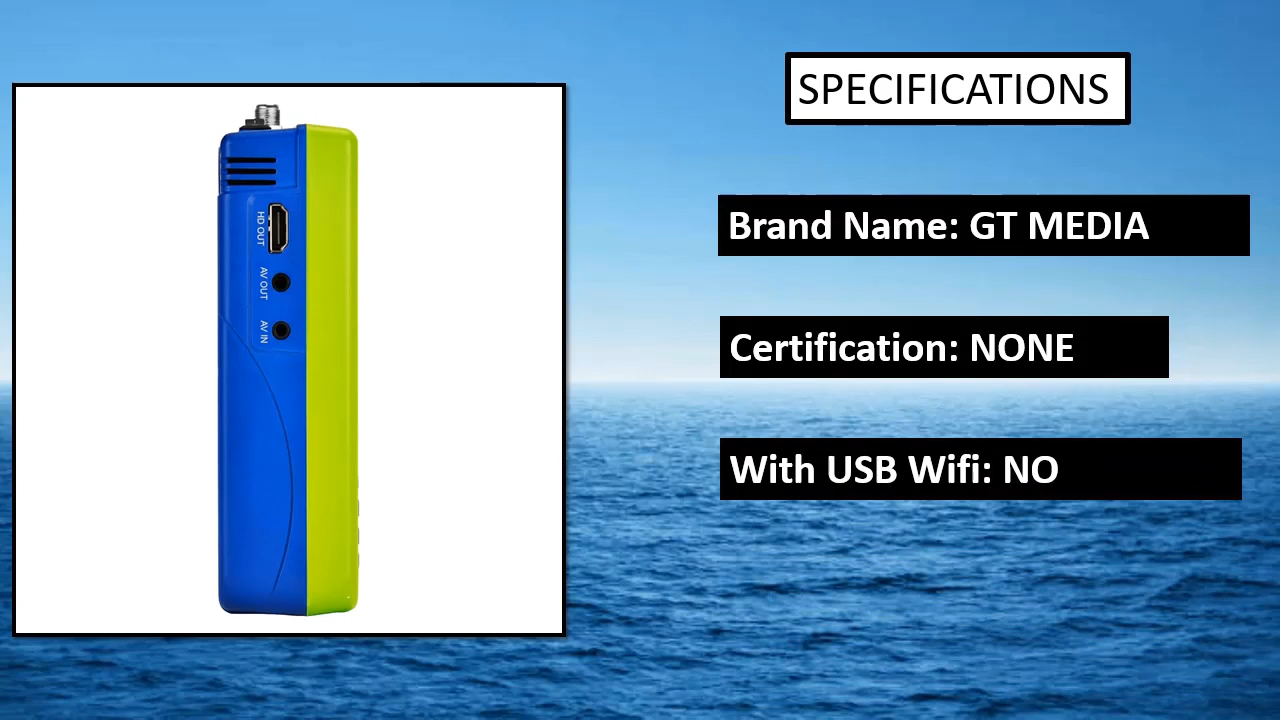 SPECIFICATIONS
Brand Name: GT MEDIA
HD OUT
AV OUT
AV IN
Certification: NONE
With USB Wifi: NO